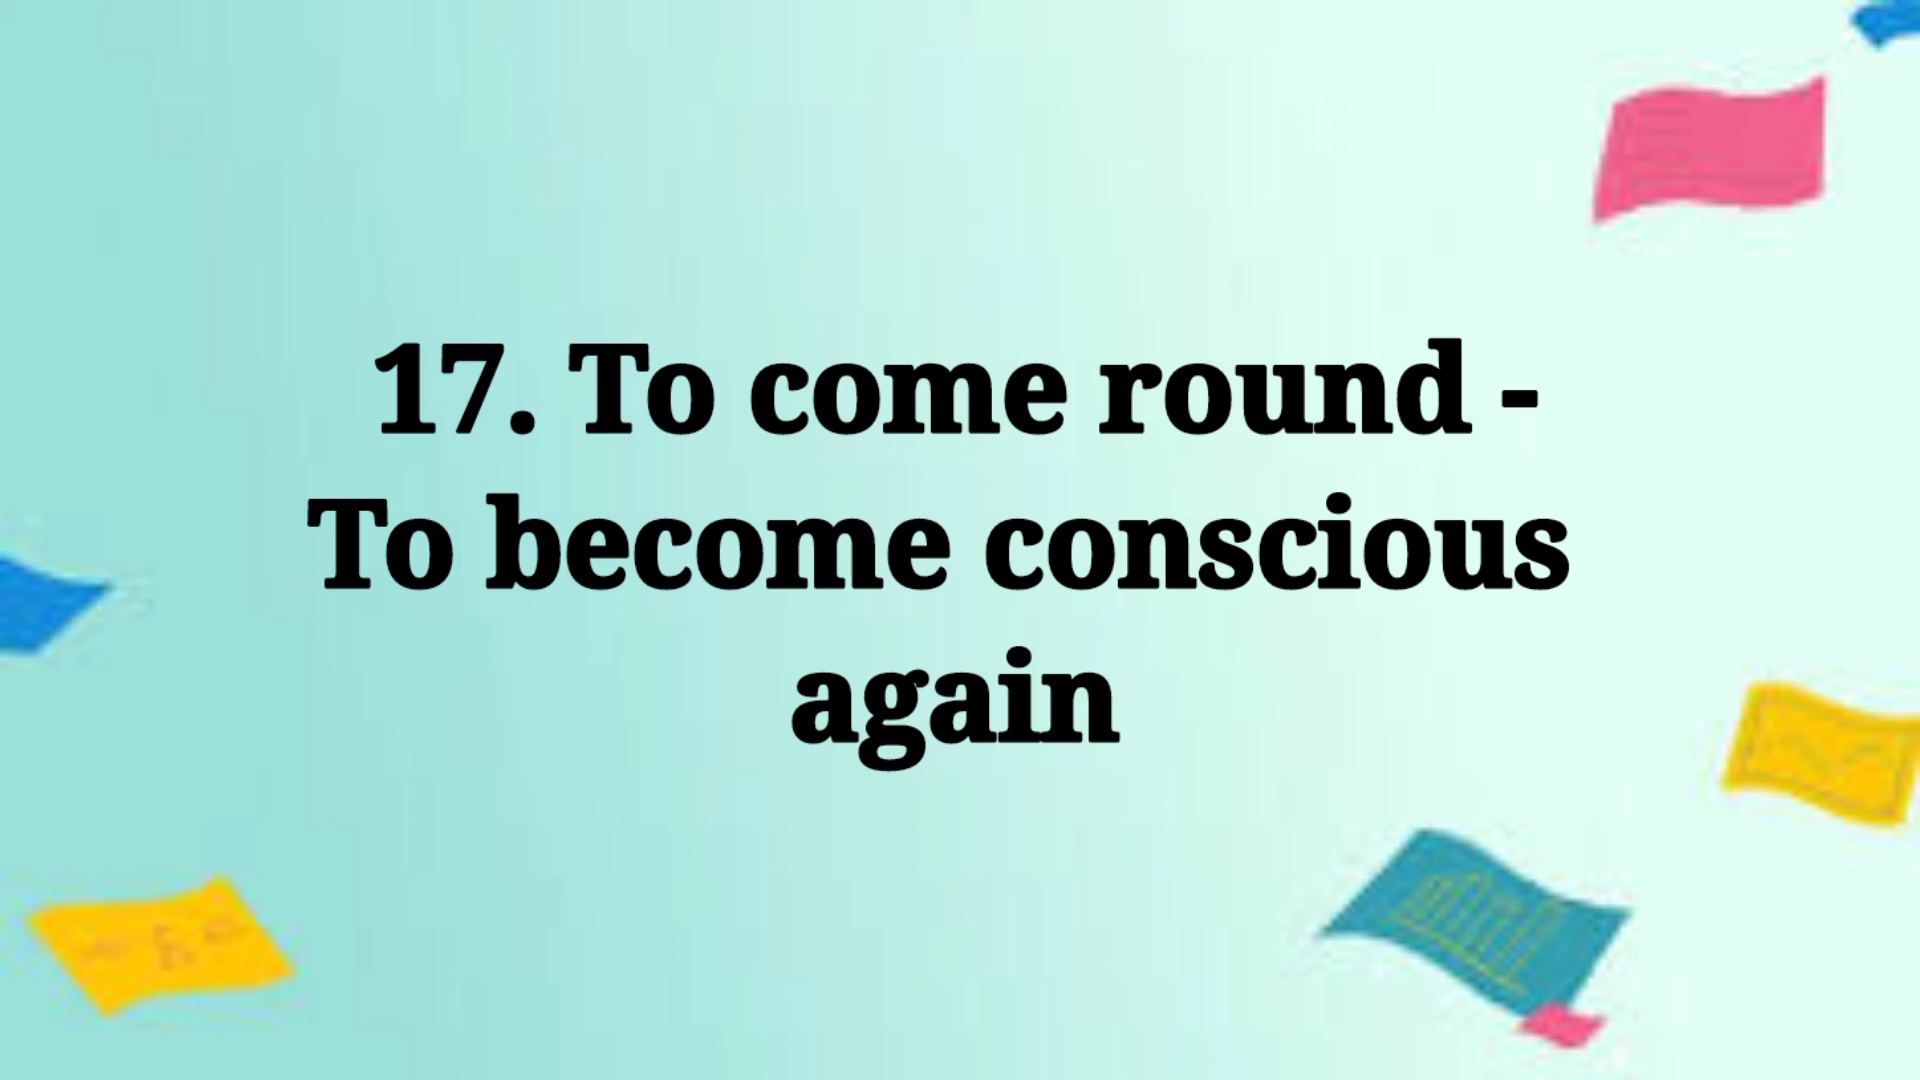 17. To come round -
To become conscious
again